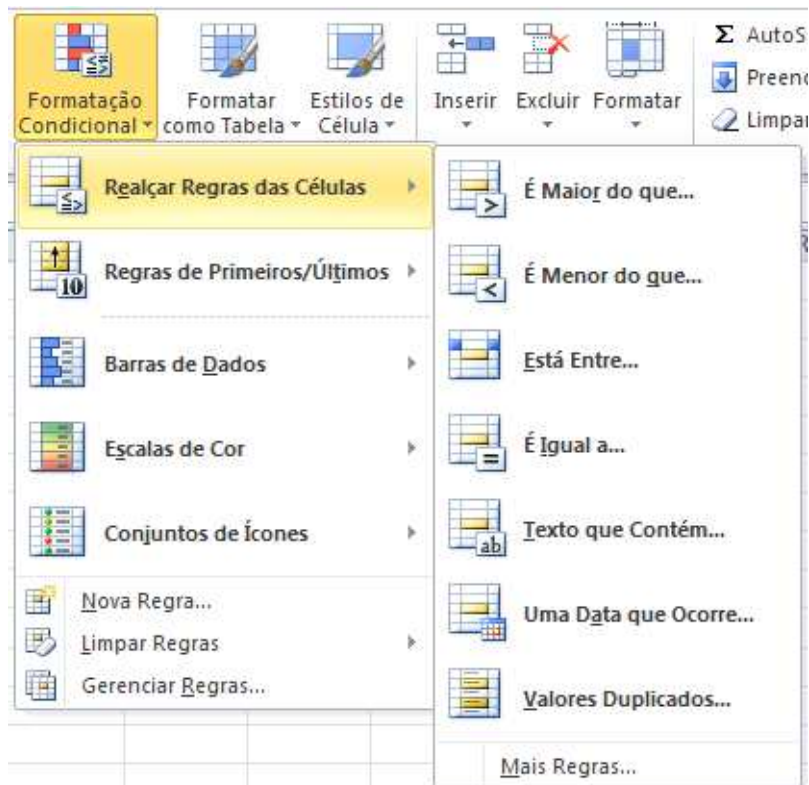 Formatação Condicional
Formatar como Tabela
Estilos de Célula
Inserir
Excluir
Formatar
Σ AutoS
Preenc
Limpar
Realçar Regras das Células
Regras de Primeiros/Últimos
Barras de Dados
Escalas de Cor
Conjuntos de Ícones
Nova Regra...
Limpar Regras
Gerenciar Regras...
É Maior do que...
É Menor do que...
Está Entre...
É Igual a...
Texto que Contém...
Uma Data que Ocorre...
Valores Duplicados...
Mais Regras...